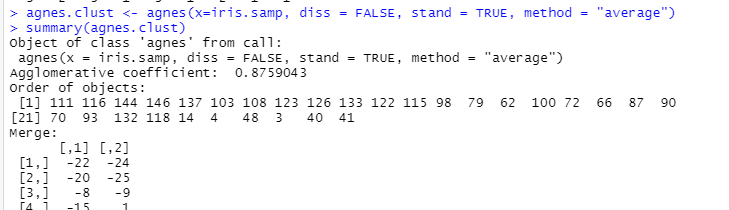 > agnes.clust <- agnes(x=iris.samp, diss = FALSE, stand = TRUE, method = "average")
> summary(agnes.clust)
Object of class 'agnes' from call:
 agnes(x = iris.samp, diss = FALSE, stand = TRUE, method = "average")
Agglomerative coefficient:  0.8759043
Order of objects:
 [1] 111 116 144 146 137 103 108 123 126 133 122 115 98  79  62  100 72  66  87  90
[21] 70  93  132 118 14  4   48  3   40  41
Merge:
      [,1] [,2]
 [1,]  -22  -24
 [2,]  -20  -25
 [3,]   -8   -9
 [4,]  -15    1